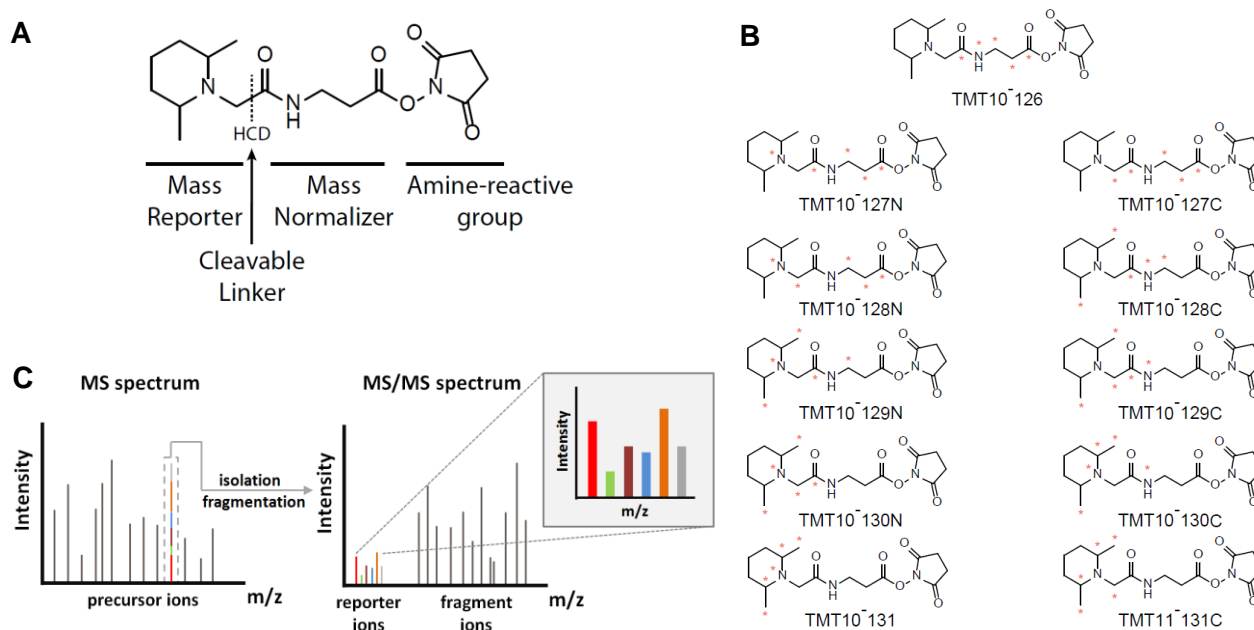 A
O
O
N
N
H
O
O
N
O
HCD
Mass
Reporter
Mass
Normalizer
Amine-reactive
group
Cleavable
Linker
B
N
O
*
*
N
H
*
*
O
*
O
N
O
O
TMT10-126
*
N
O
*
N
H
*
*
O
*
O
N
O
O
TMT10-127N
N
*
O
*
N
H
*
*
O
*
O
N
O
O
TMT10-127C
*
N
*
O
N
H
*
*
O
*
O
N
O
O
TMT10-128N
*
N
*
O
*
*
N
H
*
O
O
N
O
O
TMT10-128C
*
*
N
*
O
*
N
H
*
O
O
N
O
O
TMT10-129N
*
N
*
*
O
*
*
N
H
O
O
N
O
O
TMT10-129C
*
*
N
*
*
O
*
N
H
O
O
N
O
O
TMT10-130N
*
*
*
N
*
O
*
N
H
O
O
N
O
O
TMT10-130C
*
*
*
*
N
*
O
N
H
O
O
N
O
O
TMT10-131
*
*
*
N
*
*
O
N
H
O
O
N
O
O
TMT11-131C
C
MS spectrum
Intensity
precursor ions
m/z
isolation
fragmentation
MS/MS spectrum
Intensity
reporter
ions
fragment
ions
m/z
Intensity
m/z